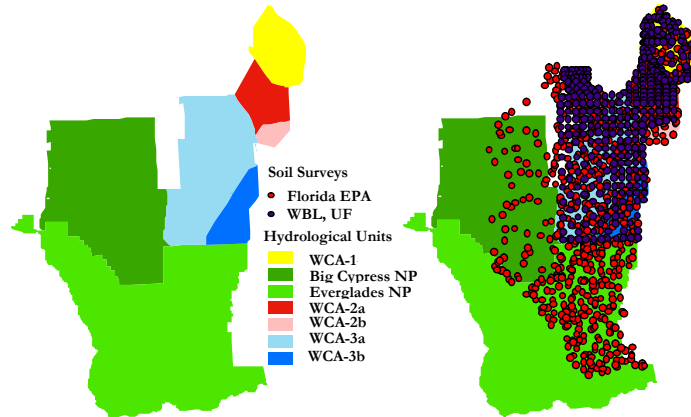 Soil Surveys
Florida EPA
WBL, UF
Hydrological Units
WCA-1
Big Cypress NP
Everglades NP
WCA-2a
WCA-2b
WCA-3a
WCA-3b